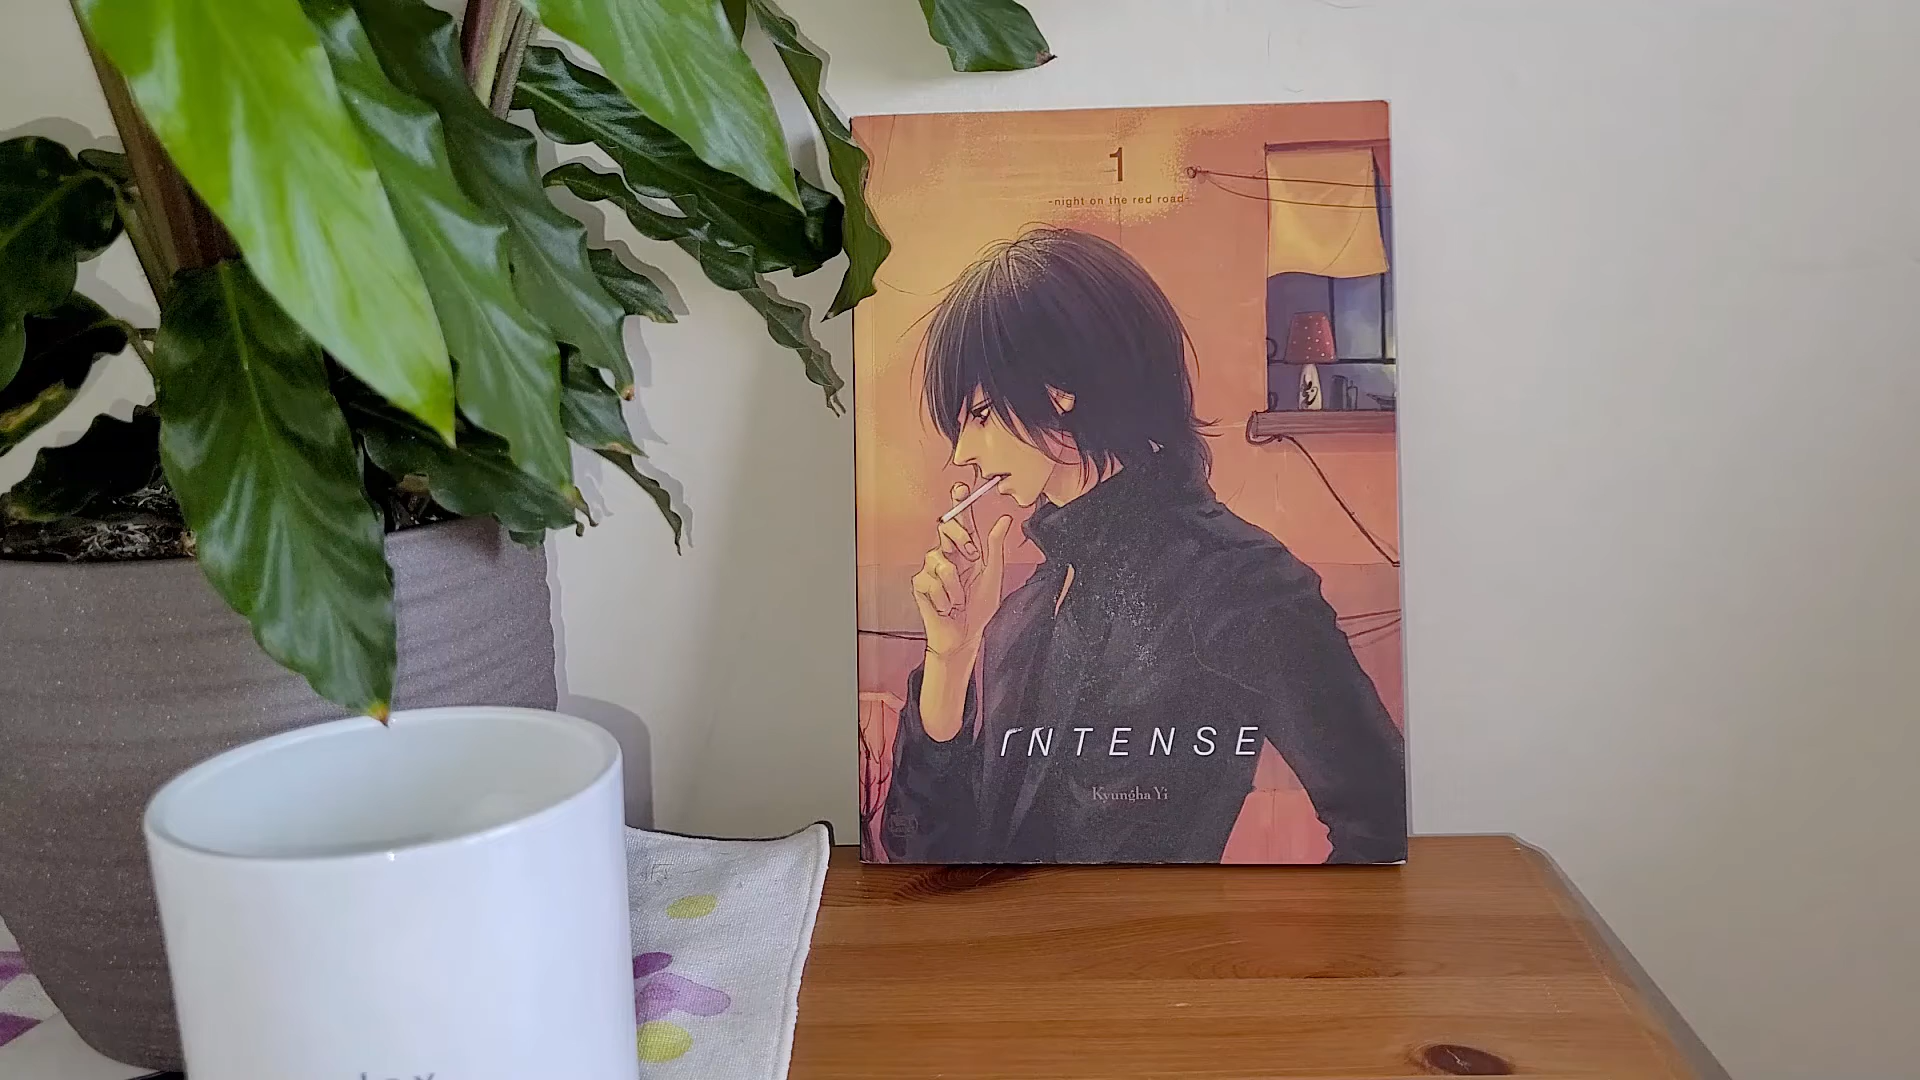 1
-night on the red road-
INTENSE
Kyungha Yi